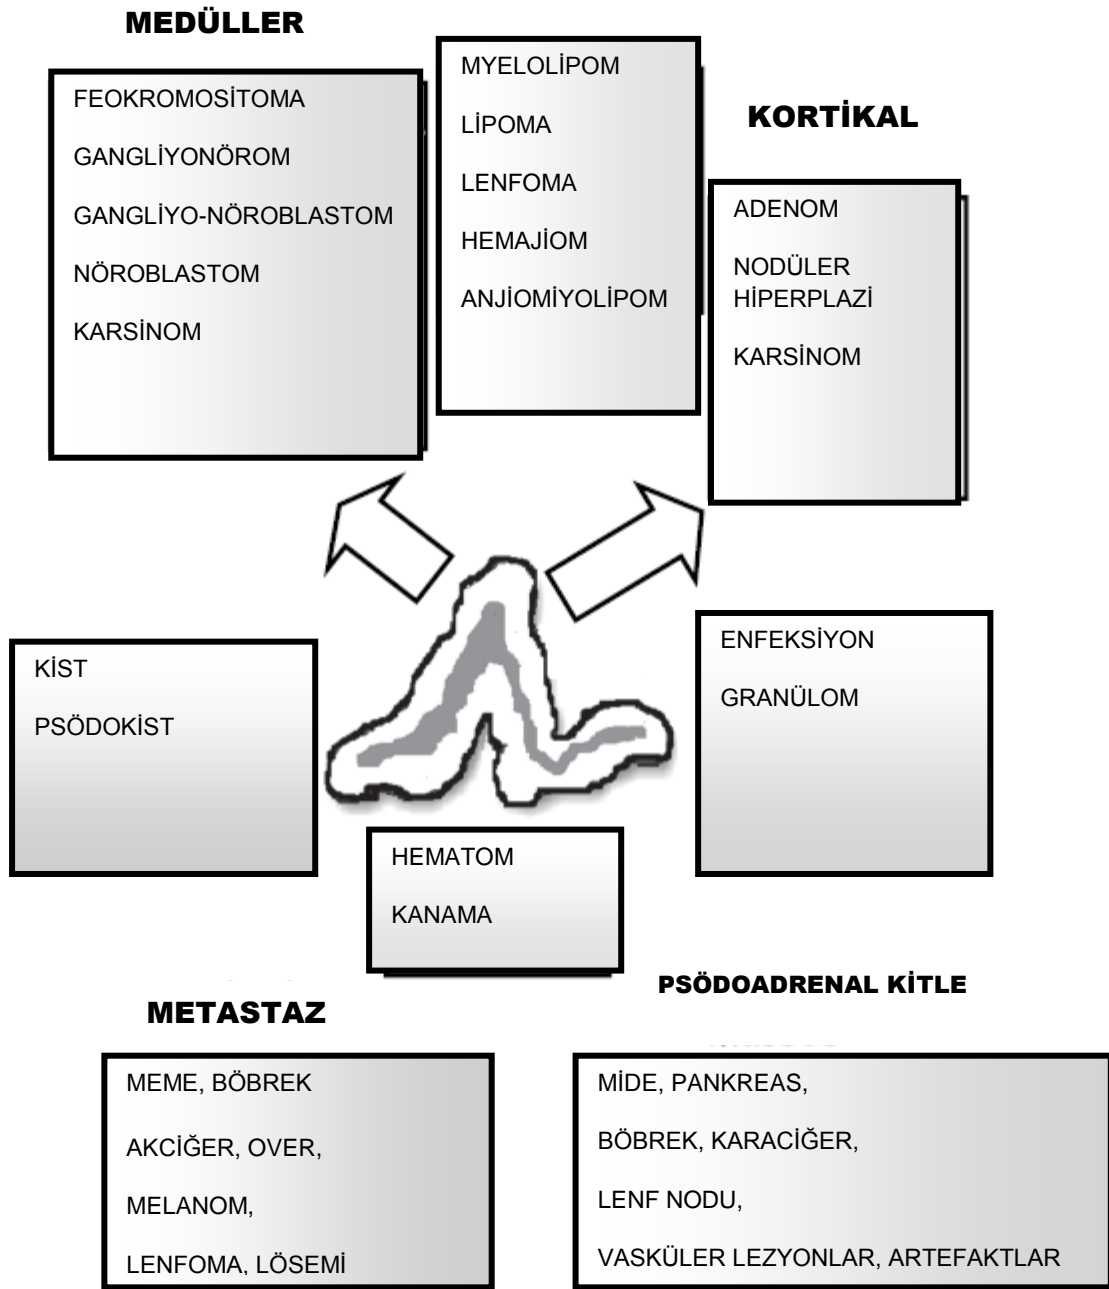 MEDÜLLER
FEOKROMOSİTOMA
GANGLİYONÖROM
GANGLİYO-NÖROBLASTOM
NÖROBLASTOM
KARSİNOM
MYELOLİPOM
LİPOMA
LENFOMA
HEMAJİOM
ANJİOMİYOLİPOM
KORTİKAL
ADENOM
NODÜLER
HİPERPLAZİ
KARSİNOM
KİST
PSÖDOKİST
ENFEKSİYON
GRANÜLOM
HEMATOM
KANAMA
METASTAZ
MEME, BÖBREK
AKCİĞER, OVER,
MELANOM,
LENFOMA, LÖSEMİ
PSÖDOADRENAL KİTLE
MİDE, PANKREAS,
BÖBREK, KARACİĞER,
LENF NODU,
VASKÜLER LEZYONLAR, ARTEFAKTLAR